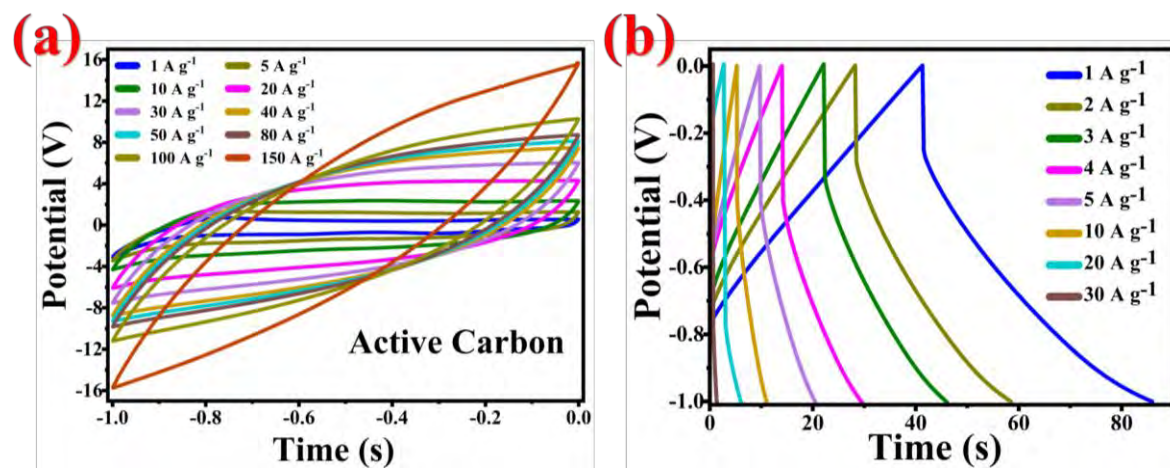 (a)
1 A g-1 5 A g-1
10 A g-1 20 A g-1
30 A g-1 40 A g-1
50 A g-1 80 A g-1
100 A g-1 150 A g-1
16
12
8
4
0
-4
-8
-12
-16
Potential (V)
Active Carbon
-1.0 -0.8 -0.6 -0.4 -0.2 0.0
Time (s)
(b)
1 A g-1
2 A g-1
3 A g-1
4 A g-1
5 A g-1
10 A g-1
20 A g-1
30 A g-1
0.0
-0.2
-0.4
-0.6
-0.8
-1.0
Potential (V)
0 20 40 60 80
Time (s)